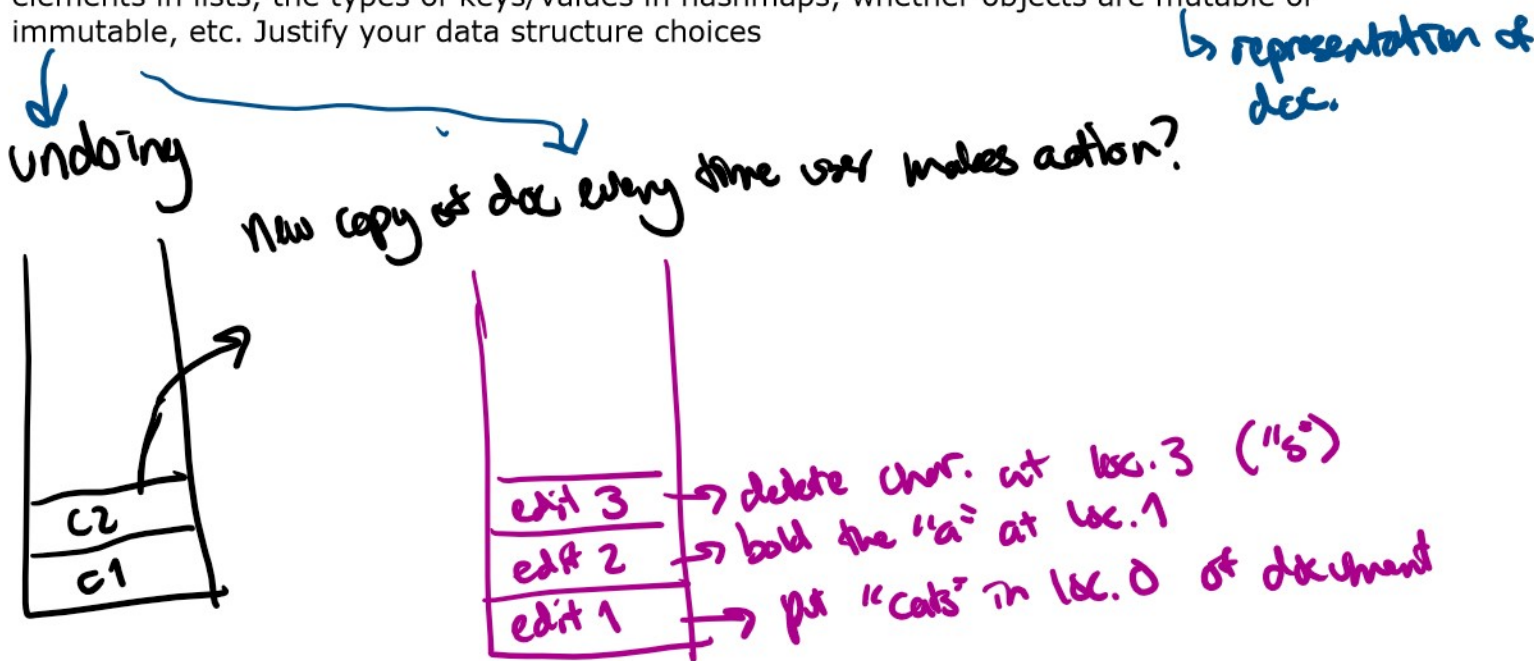 elements in lists, the types of keys/values in hashmaps, whether objects are mutable or
immutable, etc. Justify your data structure choices
↳ representation of
doc.
undoing
new copy of doc every time user makes action?
C2
C1
edit 3 → delete char. at loc. 3 ("s")
edit 2 → bold the "a" at loc. 1
edit 1 → put "cats" in loc. 0 of document